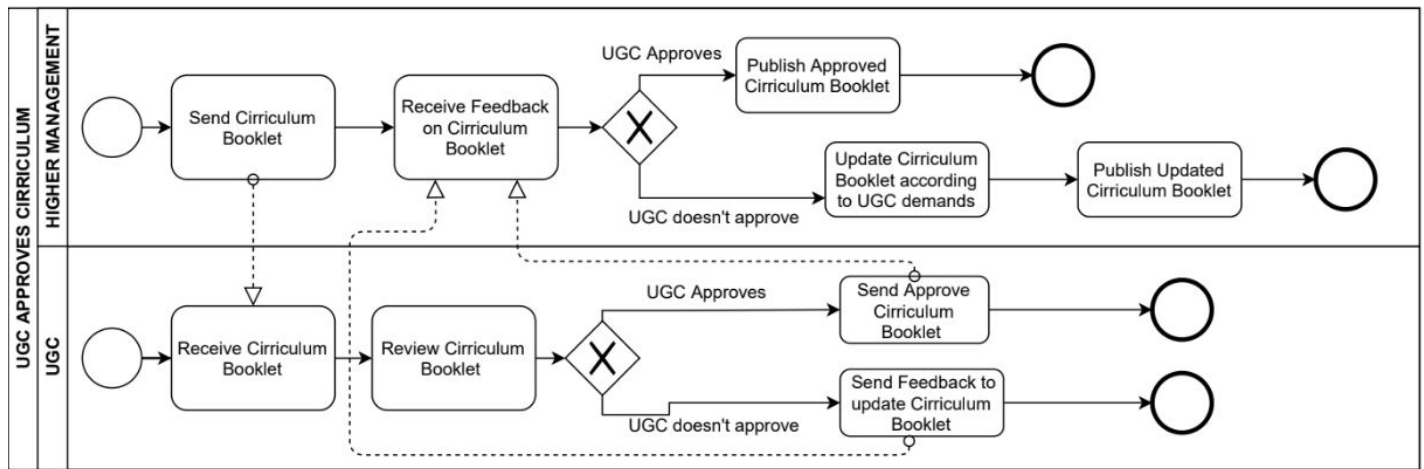 UGC APPROVES CIRRICULUM
HIGHER MANAGEMENT
Send Cirriculum
Booklet
Receive Feedback
on Cirriculum
Booklet
UGC Approves
Publish Approved
Cirriculum Booklet
UGC doesn't approve
Update Cirriculum
Booklet according
to UGC demands
Publish Updated
Cirriculum Booklet
UGC
Receive Cirriculum
Booklet
Review Cirriculum
Booklet
UGC Approves
Send Approve
Cirriculum
Booklet
UGC doesn't approve
Send Feedback to
update Cirriculum
Booklet